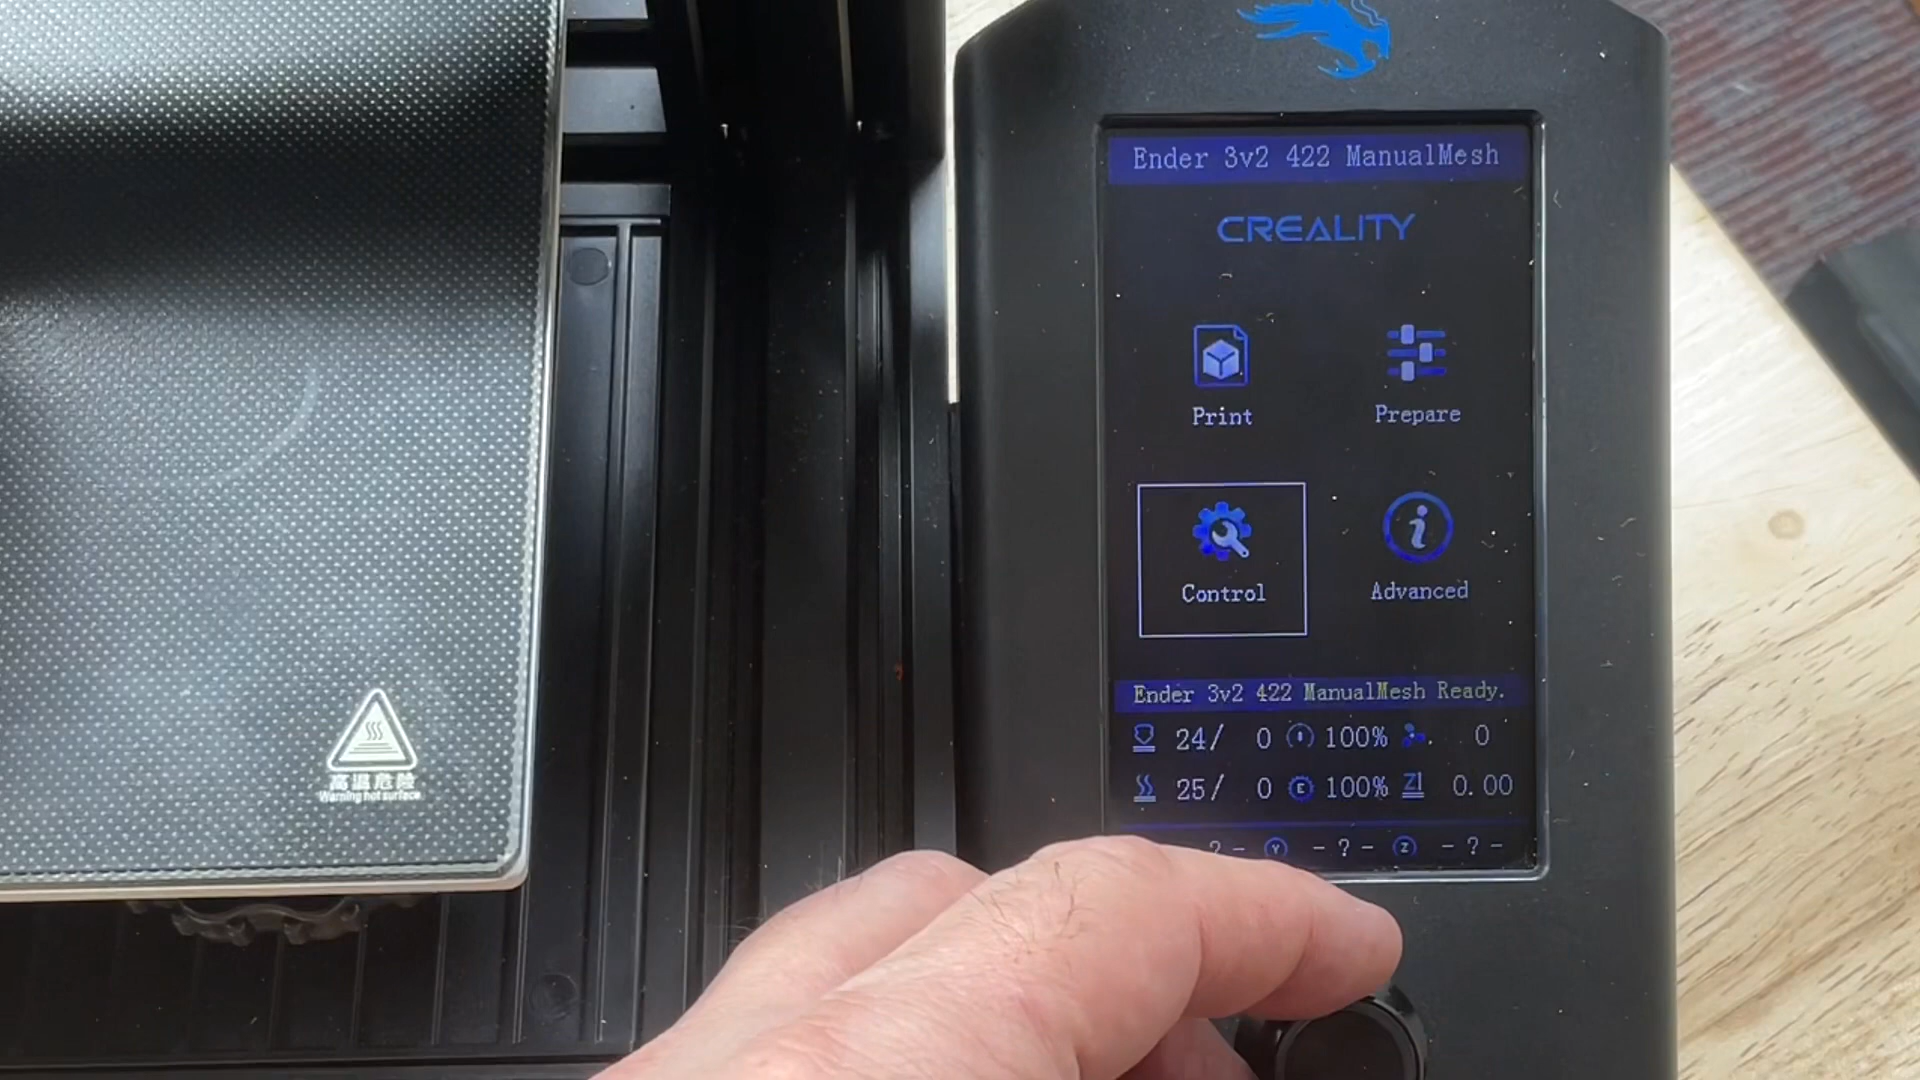 Ender 3v2 422 ManualMesh
CREALITY
Print
Prepare
Control
Advanced
Ender 3v2 422 ManualMesh Ready.
24/ 0 100% 0
25/ E 0 100% Z 0.00
? - Y - ? - Z - ? -
高温危险
Warning hot surface